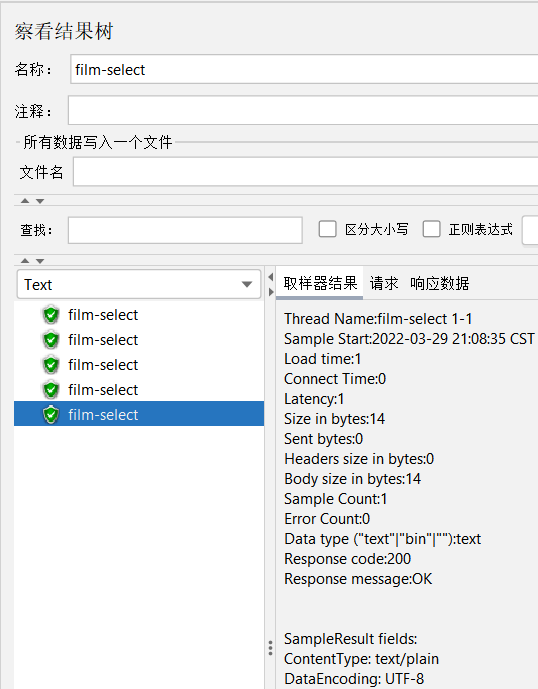 察看结果树
名称： film-select
注释：
所有数据写入一个文件
文件名
查找： 区分大小写 正则表达式
Text
film-select
film-select
film-select
film-select
film-select
取样器结果 请求 响应数据
Thread Name:film-select 1-1
Sample Start:2022-03-29 21:08:35 CST
Load time:1
Connect Time:0
Latency:1
Size in bytes:14
Sent bytes:0
Headers size in bytes:0
Body size in bytes:14
Sample Count:1
Error Count:0
Data type ("text"|"bin"|""):text
Response code:200
Response message:OK
SampleResult fields:
ContentType: text/plain
DataEncoding: UTF-8